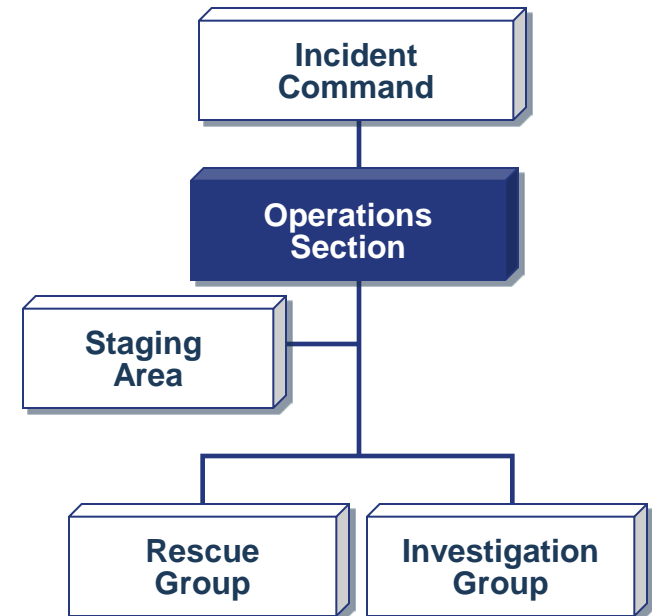 Incident
Command
Operations
Section
Staging
Area
Rescue
Group
Investigation
Group